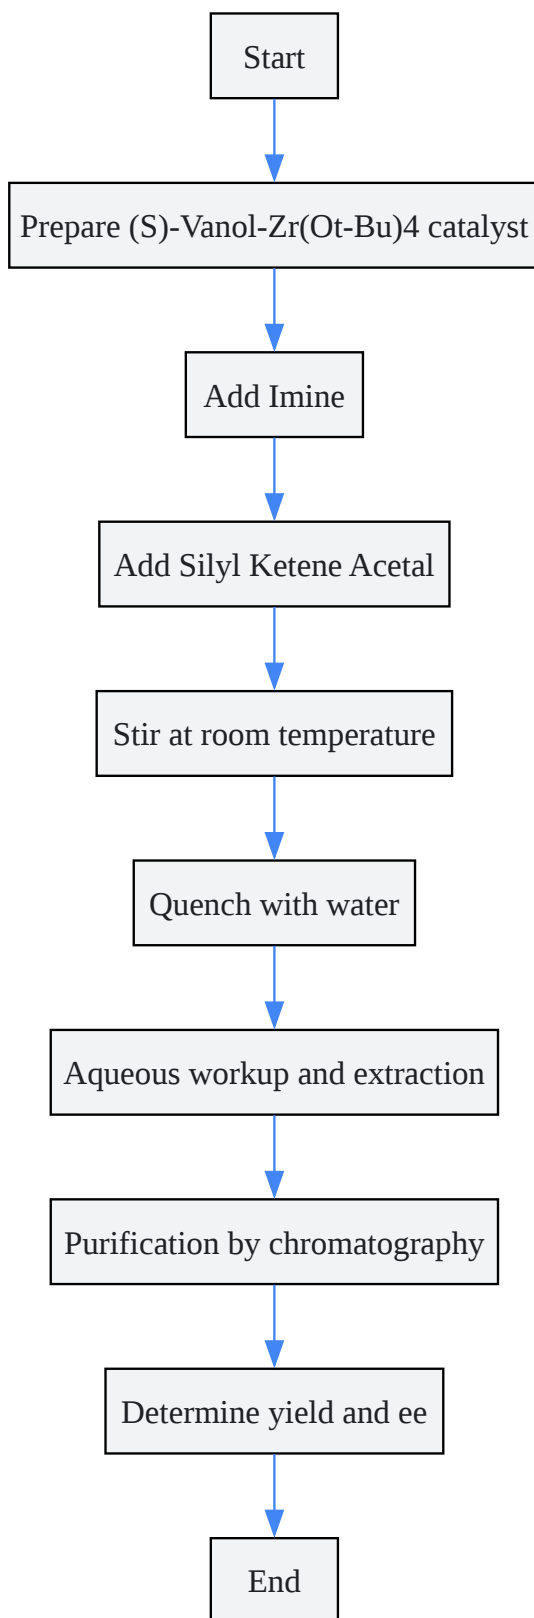 Start
Prepare (S)-Vanol-Zr(Ot-Bu)4 catalyst
Add Imine
Add Silyl Ketene Acetal
Stir at room temperature
Quench with water
Aqueous workup and extraction
Purification by chromatography
Determine yield and ee
End